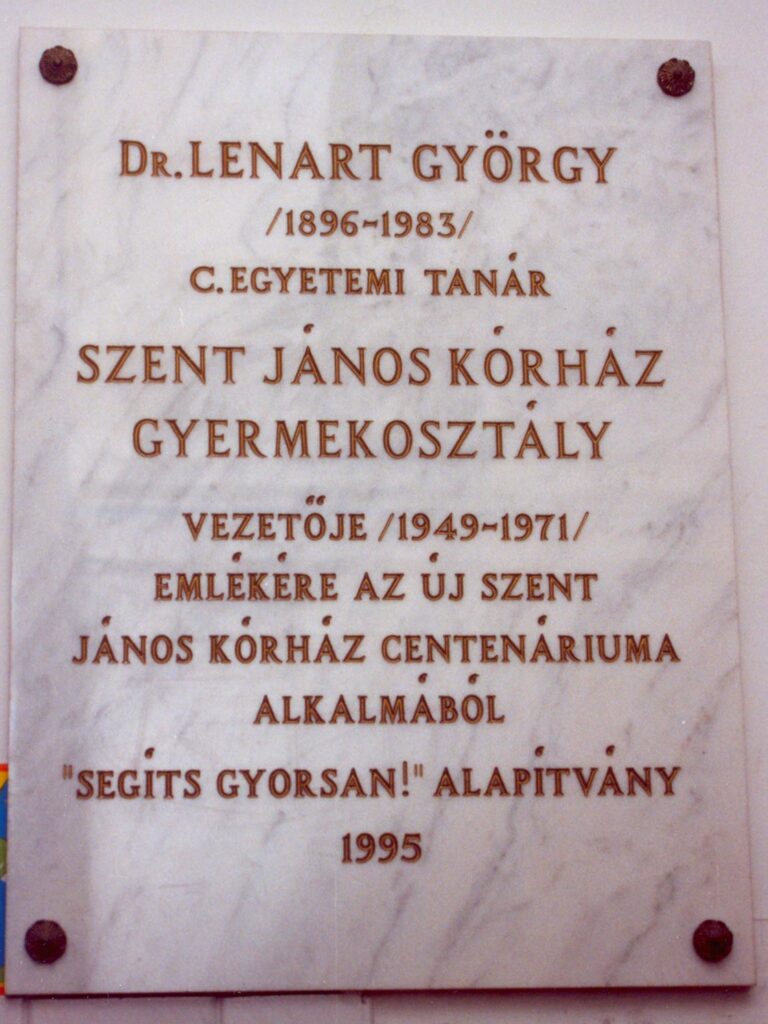 DR. LENART GYÖRGY
/1896-1983/
C. EGYETEMI TANÁR
SZENT JÁNOS KÓRHÁZ
GYERMEKOSZTÁLY
VEZETŐJE /1949-1971/
EMLÉKÉRE AZ ÚJ SZENT
JÁNOS KÓRHÁZ CENTENÁRIUMA
ALKALMÁBÓL
"SEGÍTS GYORSAN!" ALAPÍTVÁNY
1995